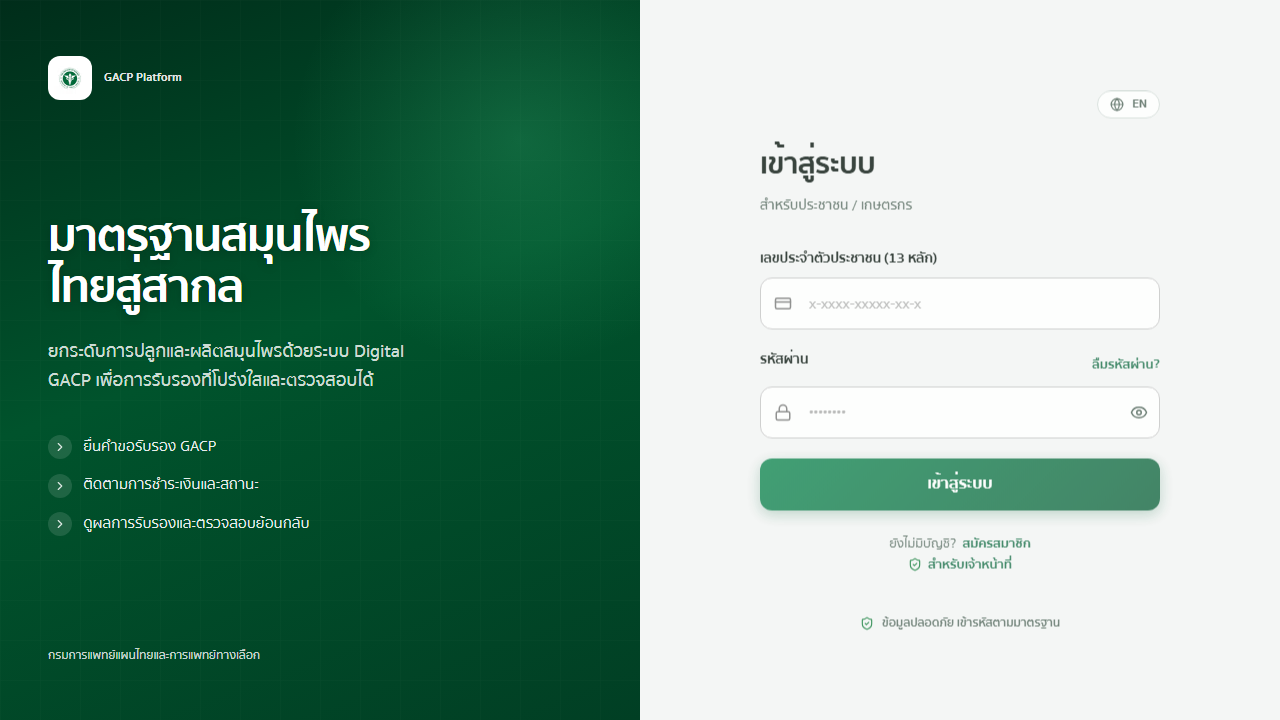 GACP Platform
มาตรฐานสมุนไพร
ไทยสู่สากล
ยกระดับการปลูกและผลิตสมุนไพรด้วยระบบ Digital
GACP เพื่อการรับรองที่โปร่งใสและตรวจสอบได้
ยื่นคำขอรับรอง GACP
ติดตามการชำระเงินและสถานะ
ดูผลการรับรองและตรวจสอบย้อนกลับ
กรมการแพทย์แผนไทยและการแพทย์ทางเลือก
EN
เข้าสู่ระบบ
สำหรับประชาชน / เกษตรกร
เลขประจำตัวประชาชน (13 หลัก)
x-xxxx-xxxxx-xx-x
รหัสผ่าน
ลืมรหัสผ่าน?
••••••••
เข้าสู่ระบบ
ยังไม่มีบัญชี? สมัครสมาชิก
สำหรับเจ้าหน้าที่
ข้อมูลปลอดภัย เข้ารหัสตามมาตรฐาน